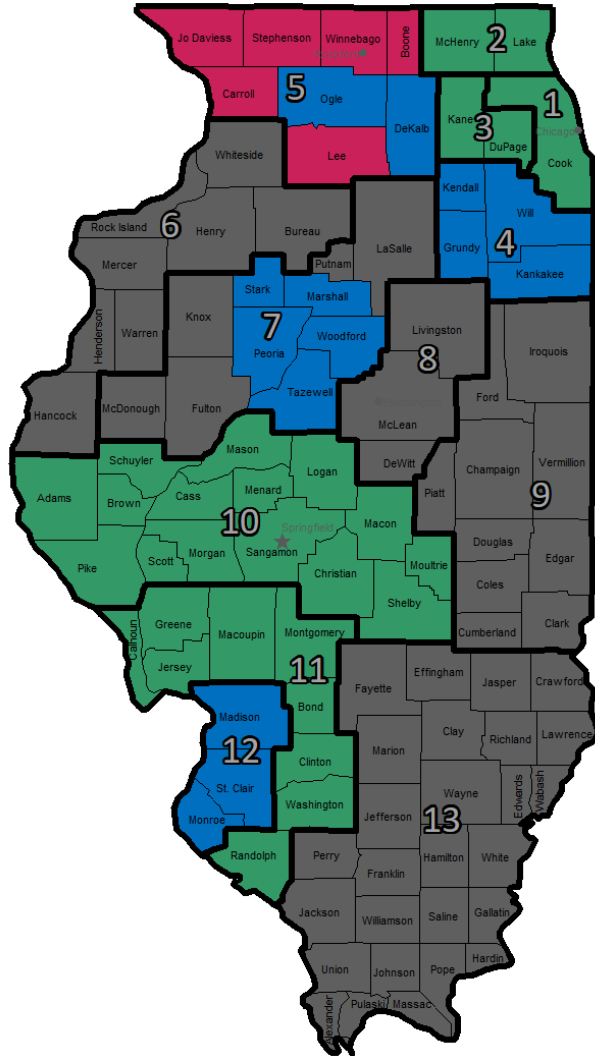 Jo Daviess
Stephenson
Winnebago
Boone
McHenry
Lake
2
Carroll
5
Ogle
DeKalb
Kane
3
DuPage
1
Chicago
Cook
Lee
Whiteside
Kendall
Will
Rock Island
6
Henry
Bureau
LaSalle
Grundy
4
Mercer
Putnam
Kankakee
Stark
Marshall
Henderson
Warren
Knox
7
Woodford
Livingston
Peoria
8
Iroquois
Tazewell
Ford
Hancock
McDonough
Fulton
McLean
Mason
DeWitt
Champaign
Vermillion
Schuyler
Logan
Adams
Cass
Menard
Piatt
9
Brown
10
Springfield
Macon
Douglas
Pike
Scott
Morgan
Sangamon
Moultrie
Edgar
Christian
Coles
Shelby
Calhoun
Greene
Macoupin
Montgomery
Cumberland
Clark
Jersey
11
Effingham
Jasper
Crawford
Fayette
Bond
Madison
Clay
Richland
Lawrence
12
Clinton
Marion
St. Clair
Wayne
Edwards
Wabash
Washington
Monroe
Jefferson
13
Randolph
Perry
Hamilton
White
Franklin
Jackson
Williamson
Saline
Gallatin
Union
Johnson
Pope
Hardin
Alexander
Pulaski
Massac